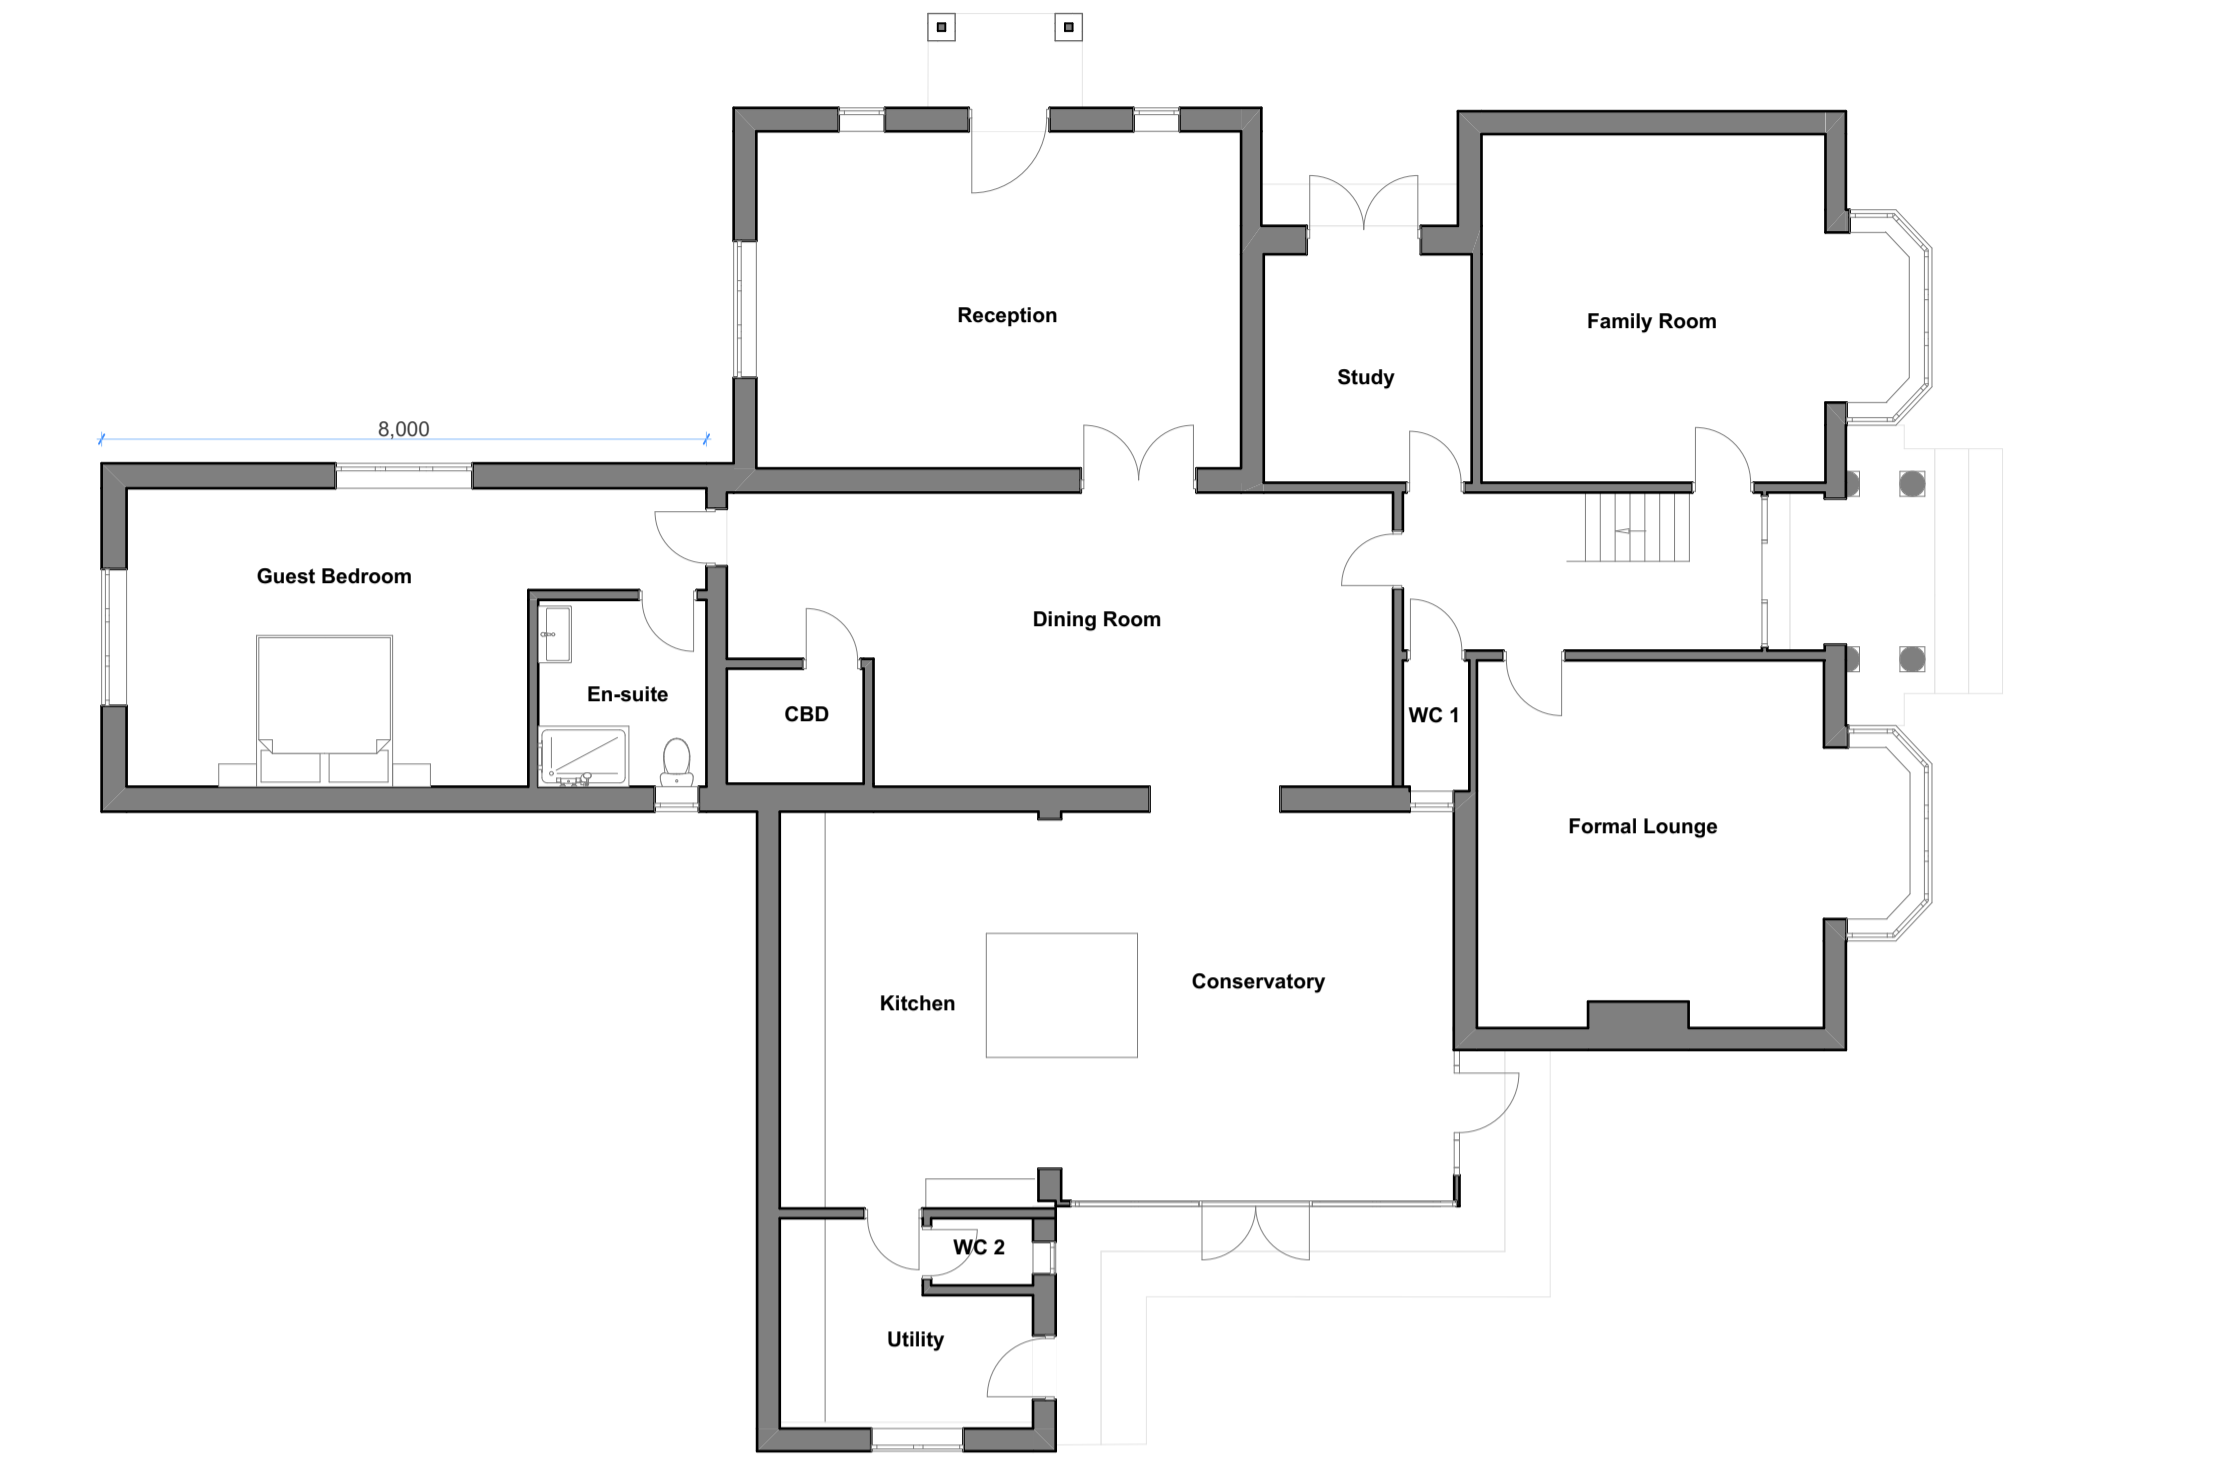 Reception
Family Room
Study
8,000
Guest Bedroom
Dining Room
En-suite
CBD
WC 1
Formal Lounge
Conservatory
Kitchen
WC 2
Utility